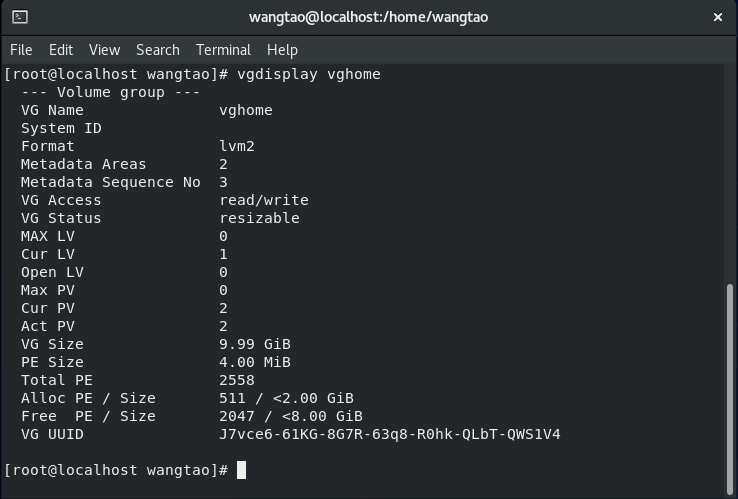 wangtao@localhost:/home/wangtao
File Edit View Search Terminal Help
[root@localhost wangtao]# vgdisplay vghome
  --- Volume group ---
  VG Name               vghome
  System ID
  Format                lvm2
  Metadata Areas        2
  Metadata Sequence No  3
  VG Access             read/write
  VG Status             resizable
  MAX LV                0
  Cur LV                1
  Open LV               0
  Max PV                0
  Cur PV                2
  Act PV                2
  VG Size               9.99 GiB
  PE Size               4.00 MiB
  Total PE              2558
  Alloc PE / Size       511 / <2.00 GiB
  Free  PE / Size       2047 / <8.00 GiB
  VG UUID               J7vce6-61KG-8G7R-63q8-R0hk-QLbT-QWS1V4
[root@localhost wangtao]#